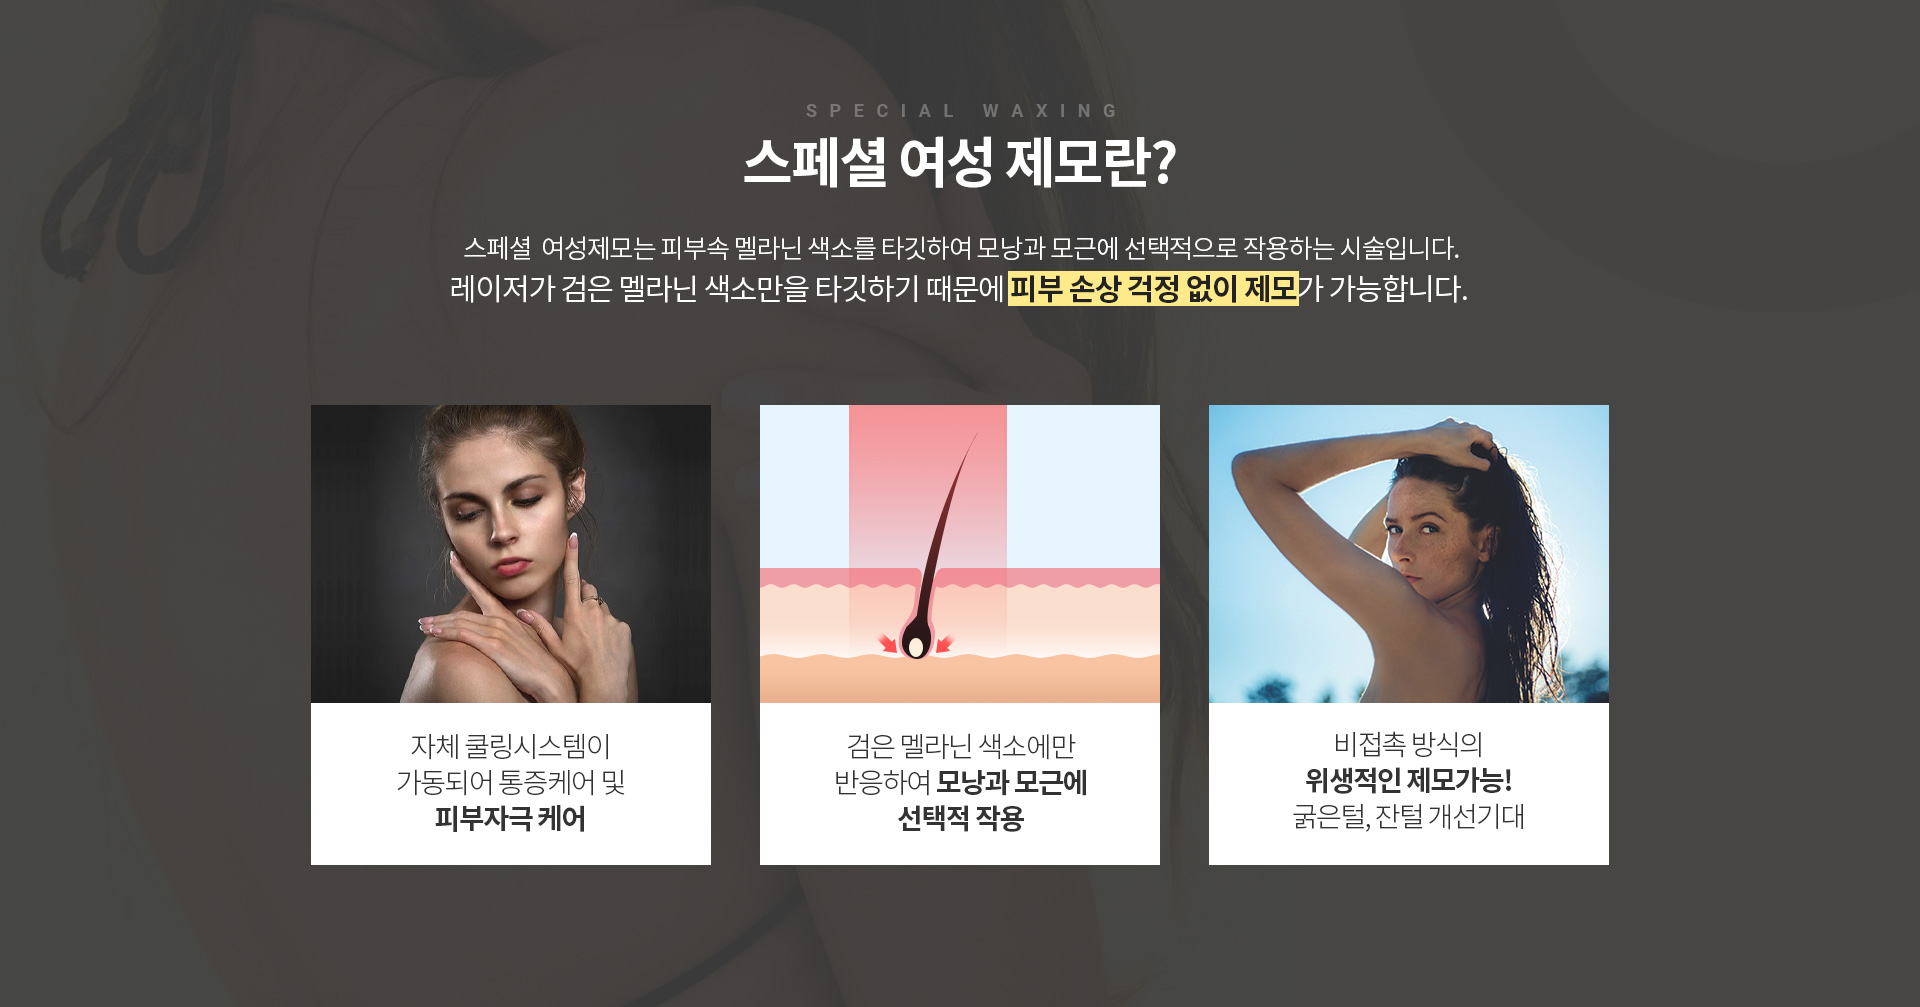 SPECIAL WAXING
스페셜 여성 제모란?
스페셜 여성제모는 피부속 멜라닌 색소를 타깃하여 모낭과 모근에 선택적으로 작용하는 시술입니다.
레이저가 검은 멜라닌 색소만을 타깃하기 때문에 피부 손상 걱정 없이 제모가 가능합니다.
자체 쿨링시스템이
가동되어 통증케어 및
피부자극 케어
검은 멜라닌 색소에만
반응하여 모낭과 모근에
선택적 작용
비접촉 방식의
위생적인 제모가능!
굵은털, 잔털 개선기대